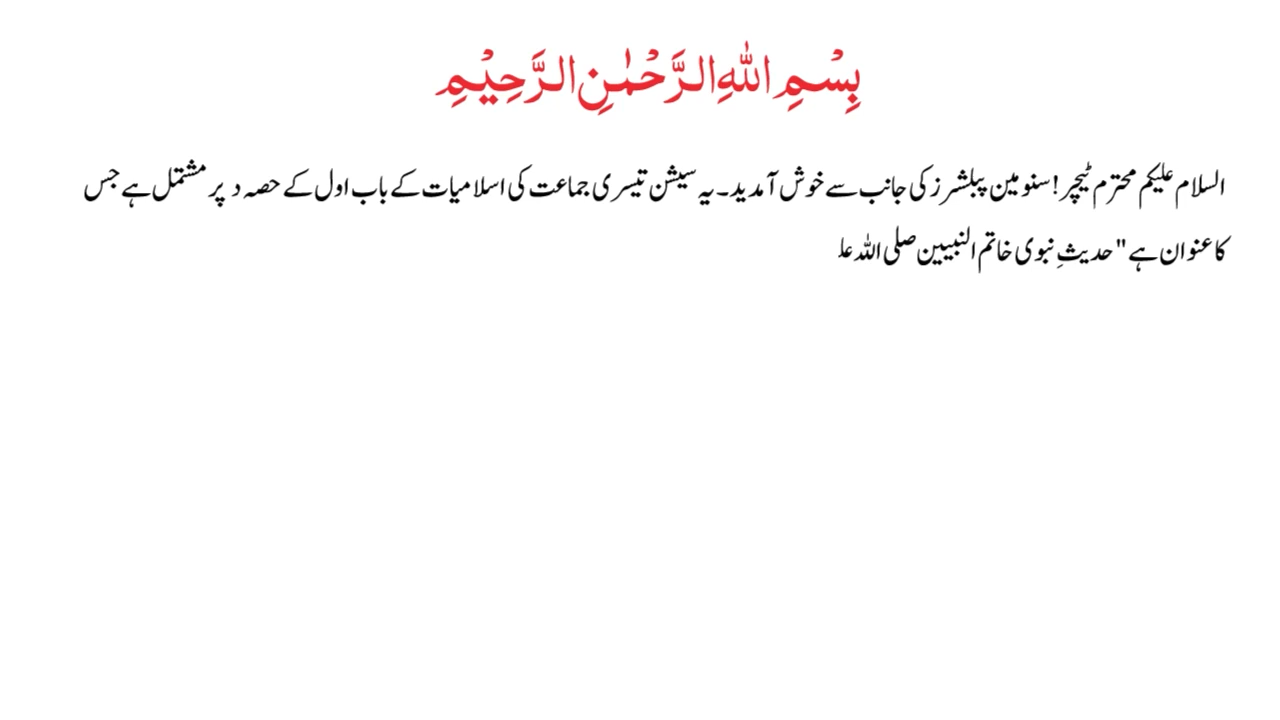 بِسْمِ اللهِ الرَّحْمٰنِ الرَّحِيْمِ
السلام علیکم محترم ٹیچر! سنو مین پبلشرز کی جانب سے خوش آمدید۔ یہ سیشن تیسری جماعت کی اسلامیات کے باب اول کے حصہ د پر مشتمل ہے جس
کا عنوان ہے " حدیثِ نبوی خاتم النبیین صلی اللہ عل